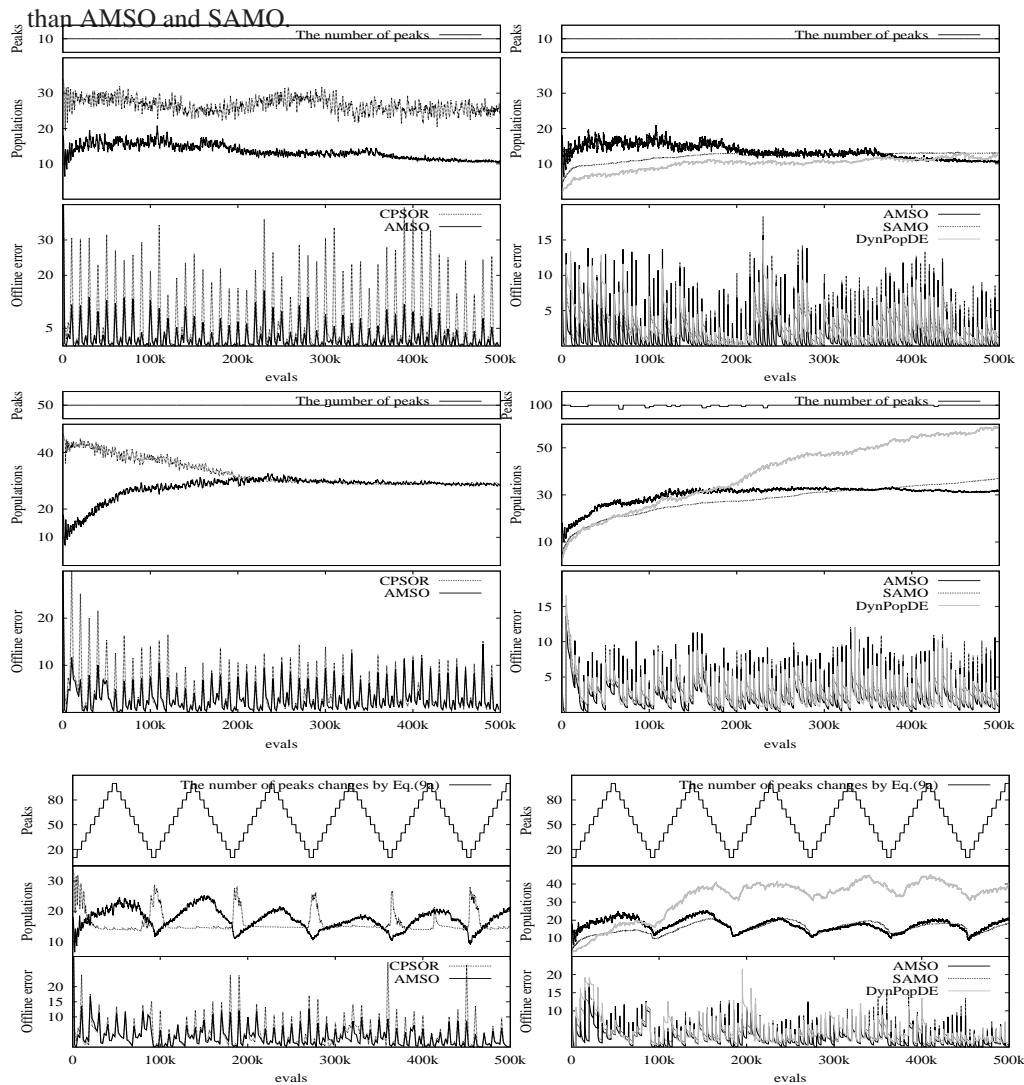 than AMSO and SAMO.
Peaks
10
The number of peaks
Populations
30
20
10
Offline error
30
20
5
CPSOR
AMSO
0
100k
200k
300k
400k
500k
evals
Peaks
10
The number of peaks
Populations
30
20
10
Offline error
15
10
5
AMSO
SAMO
DynPopDE
0
100k
200k
300k
400k
500k
evals
Peaks
50
The number of peaks
Populations
40
30
20
10
Offline error
20
10
CPSOR
AMSO
0
100k
200k
300k
400k
500k
evals
Peaks
100
The number of peaks
Populations
50
30
10
Offline error
15
10
5
AMSO
SAMO
DynPopDE
0
100k
200k
300k
400k
500k
evals
Peaks
80
50
20
The number of peaks changes by Eq.(9a)
Populations
30
20
10
Offline error
20
15
10
CPSOR
AMSO
0
100k
200k
300k
400k
500k
evals
Peaks
80
50
20
The number of peaks changes by Eq.(9a)
Populations
40
30
20
10
Offline error
20
15
10
AMSO
SAMO
DynPopDE
0
100k
200k
300k
400k
500k
evals